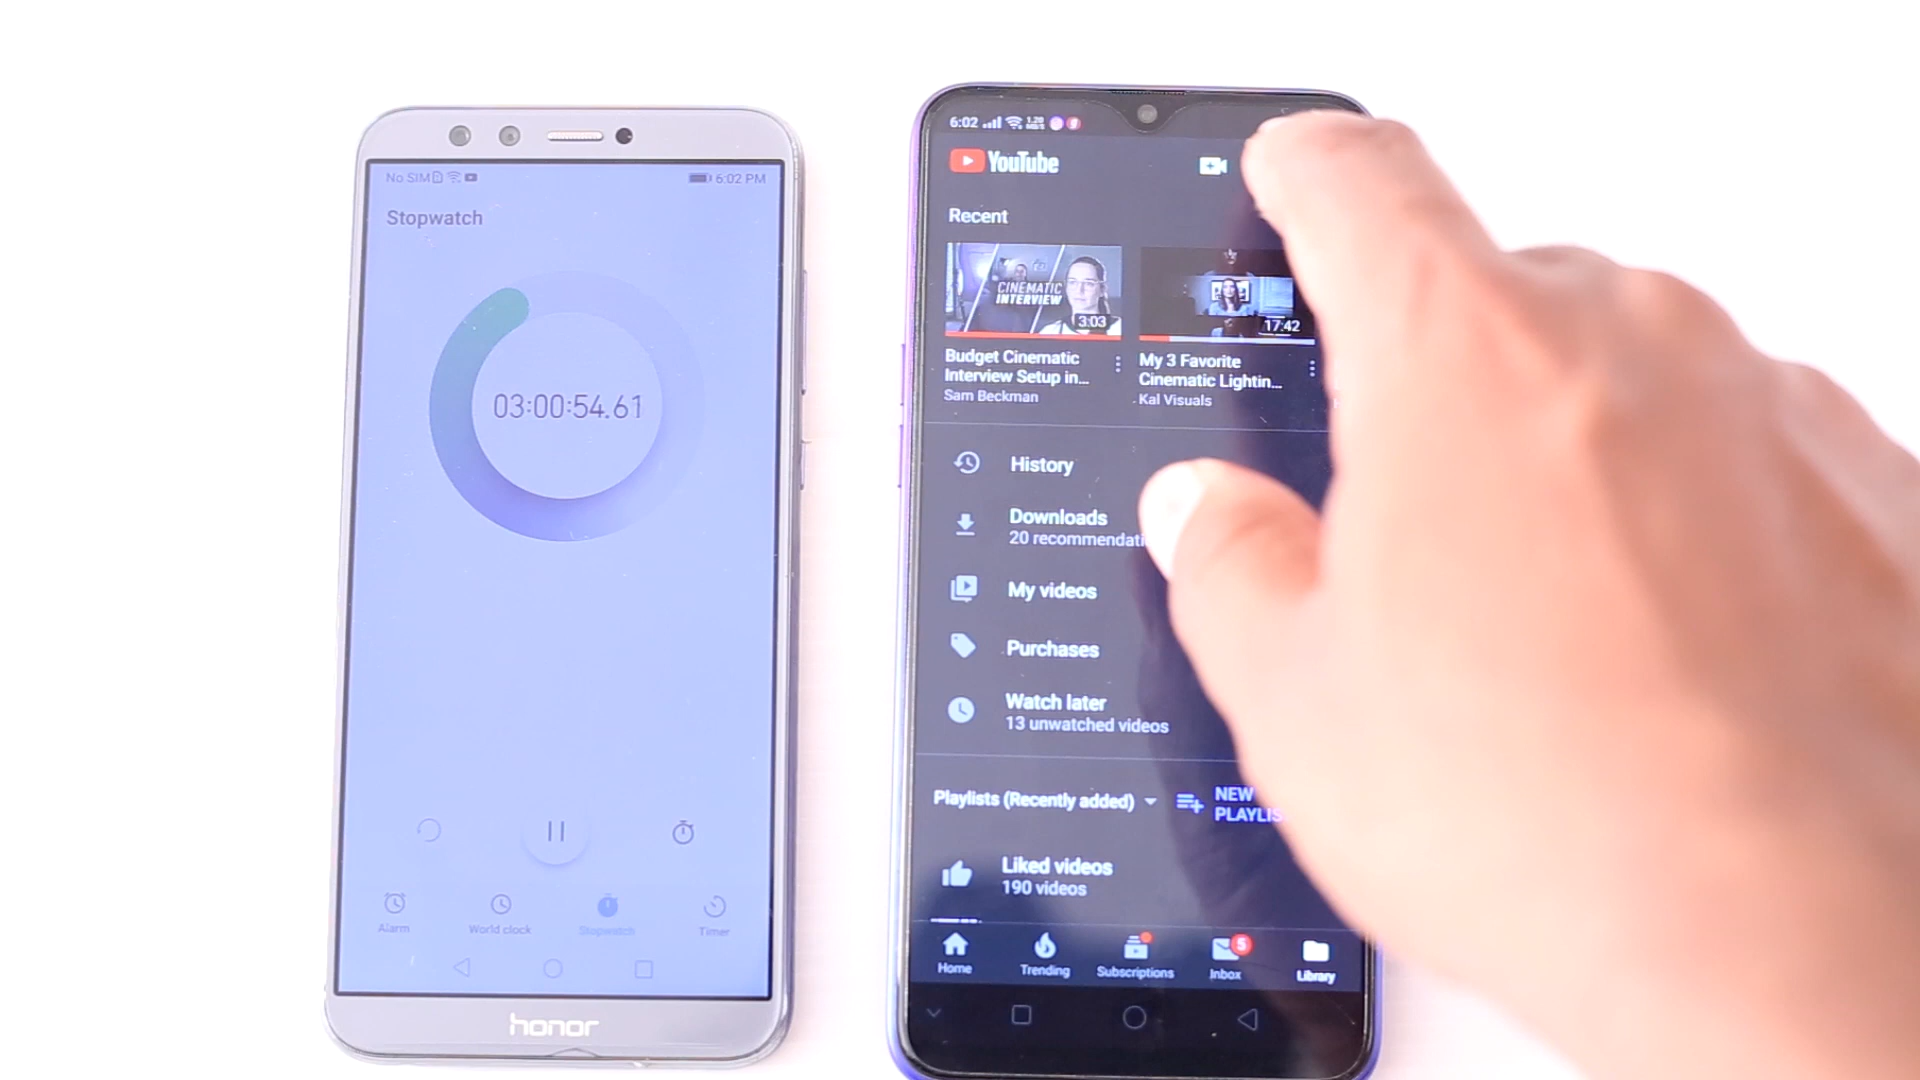 No SIM
6:02 PM
Stopwatch
03:00:54.61
Alarm
World clock
Stopwatch
Timer
honor
6:02
YouTube
Recent
CINEMATIC
INTERVIEW
3:03
17:42
Budget Cinematic
Interview Setup in...
Sam Beckman
My 3 Favorite
Cinematic Lightin...
Kal Visuals
History
Downloads
20 recommendati
My videos
Purchases
Watch later
13 unwatched videos
Playlists (Recently added)
NEW
PLAYLIS
Liked videos
190 videos
5
Home
Trending
Subscriptions
Inbox
Library